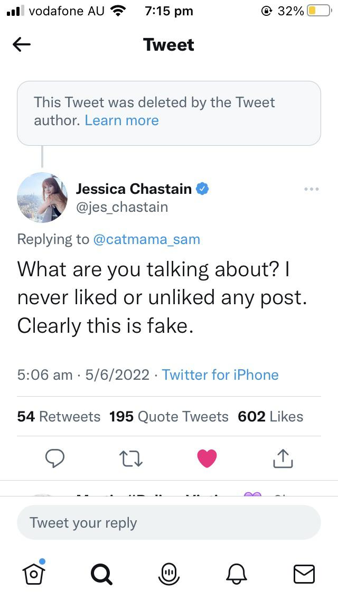 vodafone AU 7:15 pm 32%
Tweet
This Tweet was deleted by the Tweet
author. Learn more
Jessica Chastain
@jes_chastain
Replying to @catmama_sam
What are you talking about? I
never liked or unliked any post.
Clearly this is fake.
5:06 am · 5/6/2022 · Twitter for iPhone
54 Retweets 195 Quote Tweets 602 Likes
Tweet your reply